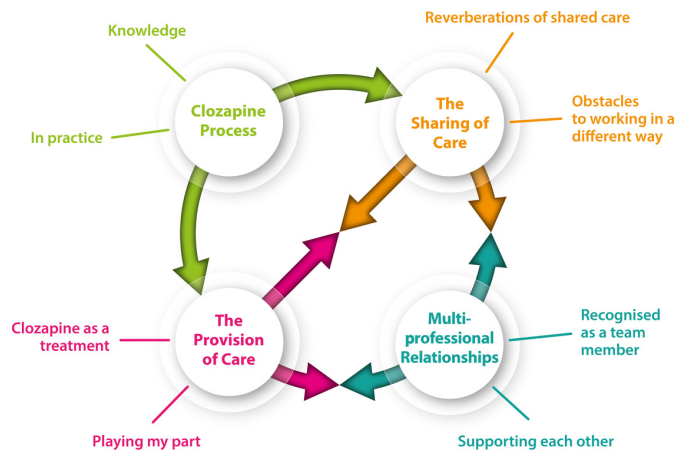 Knowledge
In practice
Clozapine
Process
Reverberations of shared care
The
Sharing of
Care
Obstacles
to working in a
different way
Clozapine as a
treatment
The
Provision
of Care
Playing my part
Multi-
professional
Relationships
Recognised
as a team
member
Supporting each other